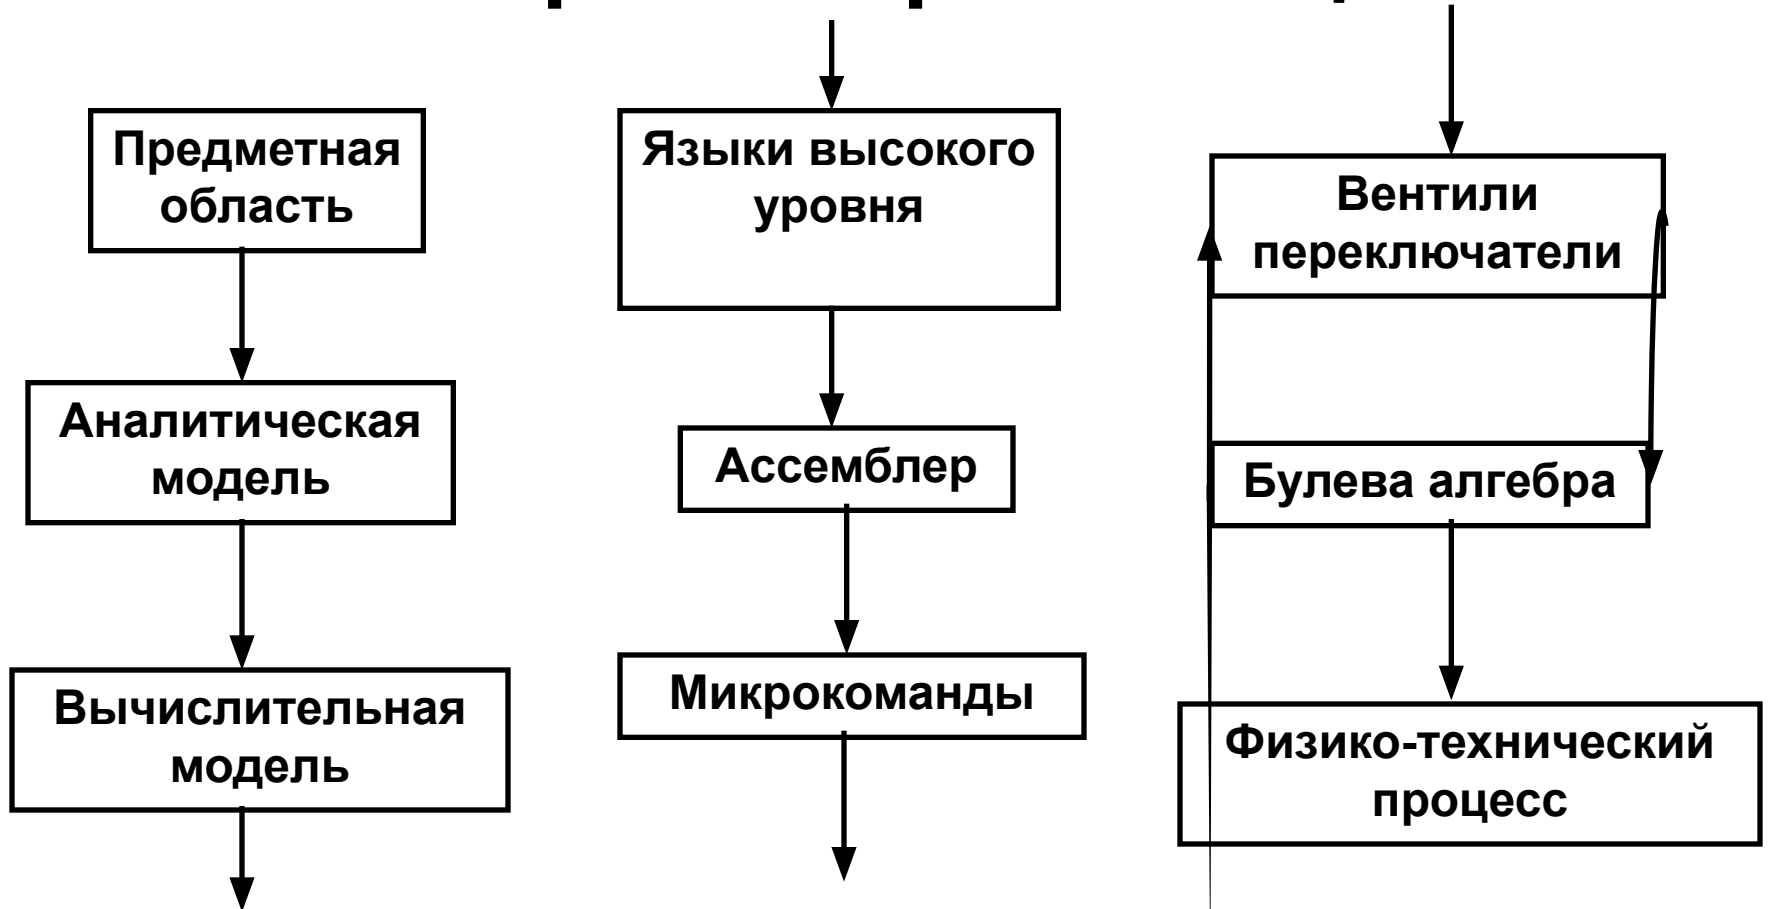 Предметная
область
Аналитическая
модель
Вычислительная
модель
Языки высокого
уровня
Ассемблер
Микрокоманды
Вентили
переключатели
Булева алгебра
Физико-технический
процесс